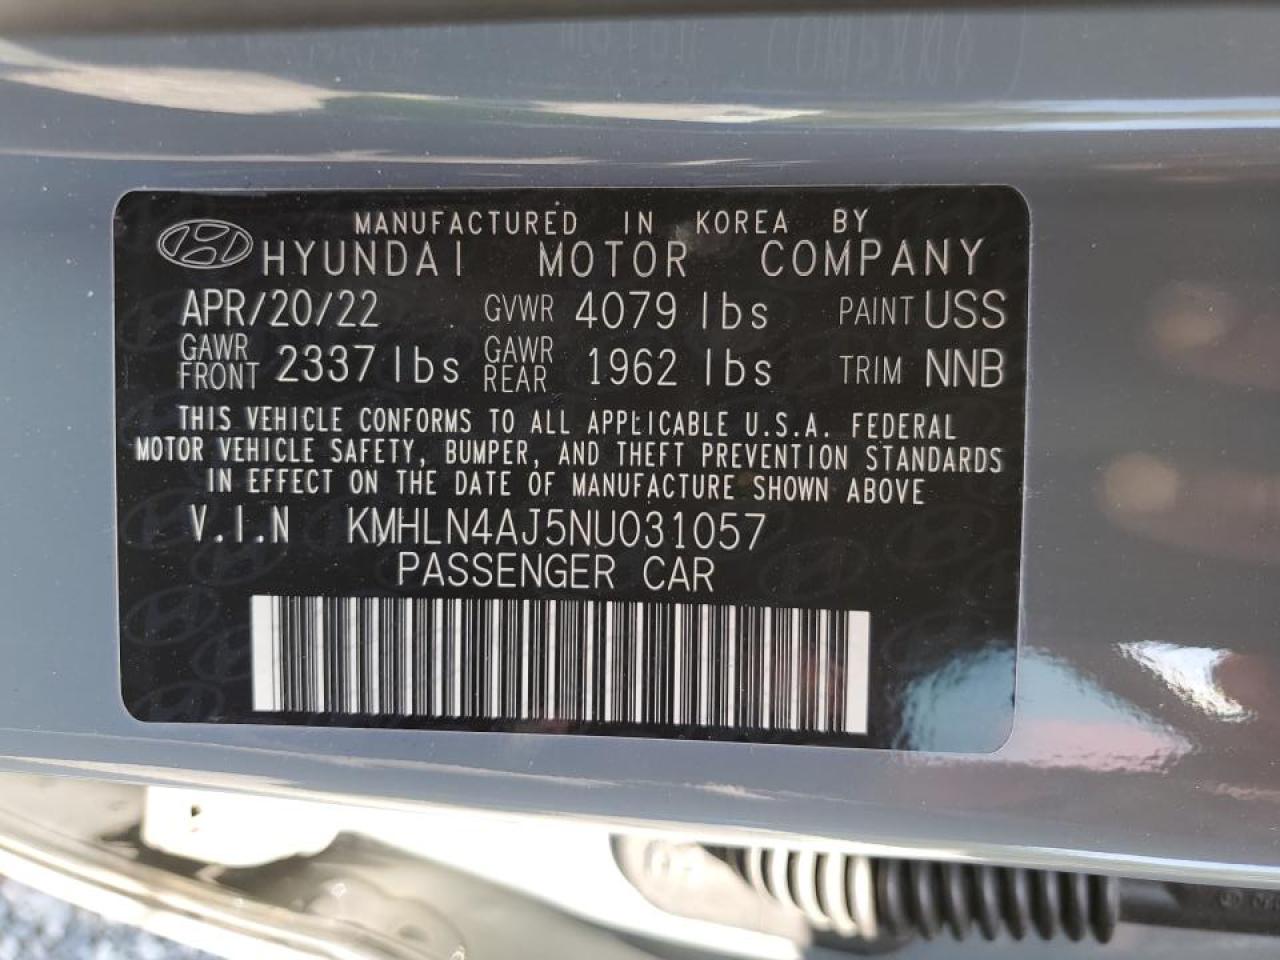 MANUFACTURED IN KOREA BY
HYUNDAI MOTOR COMPANY
APR/20/22 GVWR 4079 lbs PAINT USS
GAWR FRONT 2337 lbs GAWR REAR 1962 lbs TRIM NNB
THIS VEHICLE CONFORMS TO ALL APPLICABLE U.S.A. FEDERAL
MOTOR VEHICLE SAFETY, BUMPER, AND THEFT PREVENTION STANDARDS
IN EFFECT ON THE DATE OF MANUFACTURE SHOWN ABOVE
V.I.N KMHLN4AJ5NU031057
PASSENGER CAR